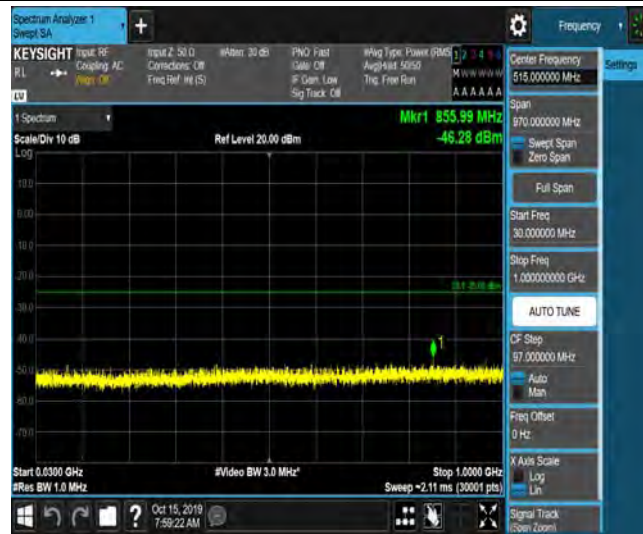 Spectrum Analyzer 1
Swept SA
+
Frequency
KEYSIGHT
RL
Input: RF
Coupling: AC
Align: Off
Input Z: 50 Ω
Corrections: Off
Freq Ref: Int (S)
#Atten: 30 dB
PNO: Fast
Gate: Off
IF Gain: Low
Sig Track: Off
#Avg Type: Power (RMS)
Avg|Hold: 50/50
Trig: Free Run
1 2 3 4 5 6
M W W W W W
A A A A A A
LV
1 Spectrum
Scale/Div 10 dB
Log
Ref Level 20.00 dBm
Mkr1 855.99 MHz
-46.28 dBm
10.0
0.00
-10.0
-20.0
-30.0
-40.0
-50.0
-60.0
-70.0
1
Start 0.0300 GHz
#Res BW 1.0 MHz
#Video BW 3.0 MHz*
Stop 1.0000 GHz
Sweep ~2.11 ms (30001 pts)
Oct 15, 2019
7:59:22 AM
?
Center Frequency
515.000000 MHz
Settings
Span
970.000000 MHz
Swept Span
Zero Span
Full Span
Start Freq
30.000000 MHz
Stop Freq
1.000000000 GHz
AUTO TUNE
CF Step
97.000000 MHz
Auto
Man
Freq Offset
0 Hz
X Axis Scale
Log
Lin
Signal Track
(Span Zoom)